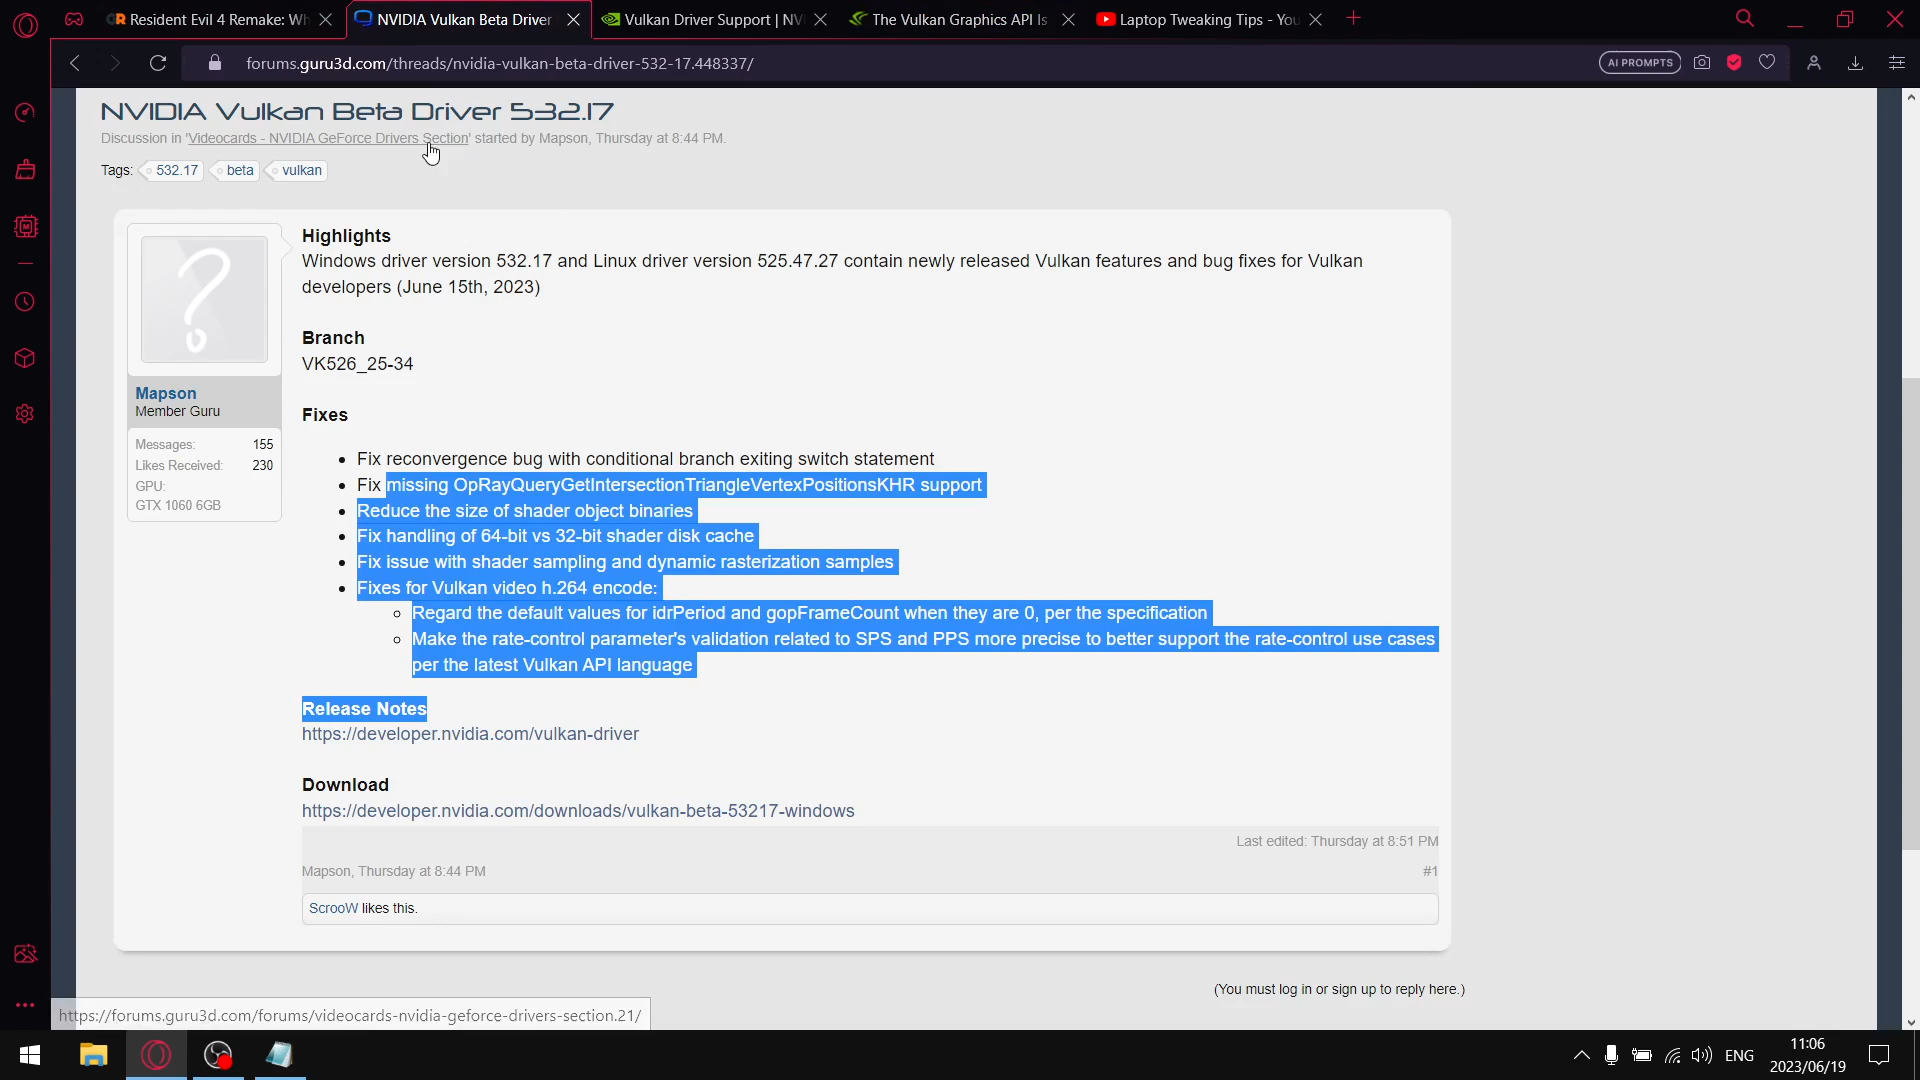 Resident Evil 4 Remake: Wh
NVIDIA Vulkan Beta Driver
Vulkan Driver Support | NV
The Vulkan Graphics API Is
Laptop Tweaking Tips - You
forums.guru3d.com/threads/nvidia-vulkan-beta-driver-532-17.448337/
AI PROMPTS
NVIDIA Vulkan Beta Driver 532.17
Discussion in 'Videocards - NVIDIA GeForce Drivers Section' started by Mapson, Thursday at 8:44 PM.
Tags: 532.17 beta vulkan
Highlights
Windows driver version 532.17 and Linux driver version 525.47.27 contain newly released Vulkan features and bug fixes for Vulkan
developers (June 15th, 2023)
Branch
VK526_25-34
Mapson
Member Guru
Messages: 155
Likes Received: 230
GPU:
GTX 1060 6GB
Fixes
• Fix reconvergence bug with conditional branch exiting switch statement
• Fix missing OpRayQueryGetIntersectionTriangleVertexPositionsKHR support
• Reduce the size of shader object binaries
• Fix handling of 64-bit vs 32-bit shader disk cache
• Fix issue with shader sampling and dynamic rasterization samples
• Fixes for Vulkan video h.264 encode:
○ Regard the default values for idrPeriod and gopFrameCount when they are 0, per the specification
○ Make the rate-control parameter's validation related to SPS and PPS more precise to better support the rate-control use cases
per the latest Vulkan API language
Release Notes
https://developer.nvidia.com/vulkan-driver
Download
https://developer.nvidia.com/downloads/vulkan-beta-53217-windows
Last edited: Thursday at 8:51 PM
Mapson, Thursday at 8:44 PM #1
ScrooW likes this.
(You must log in or sign up to reply here.)
https://forums.guru3d.com/forums/videocards-nvidia-geforce-drivers-section.21/
ENG
11:06
2023/06/19